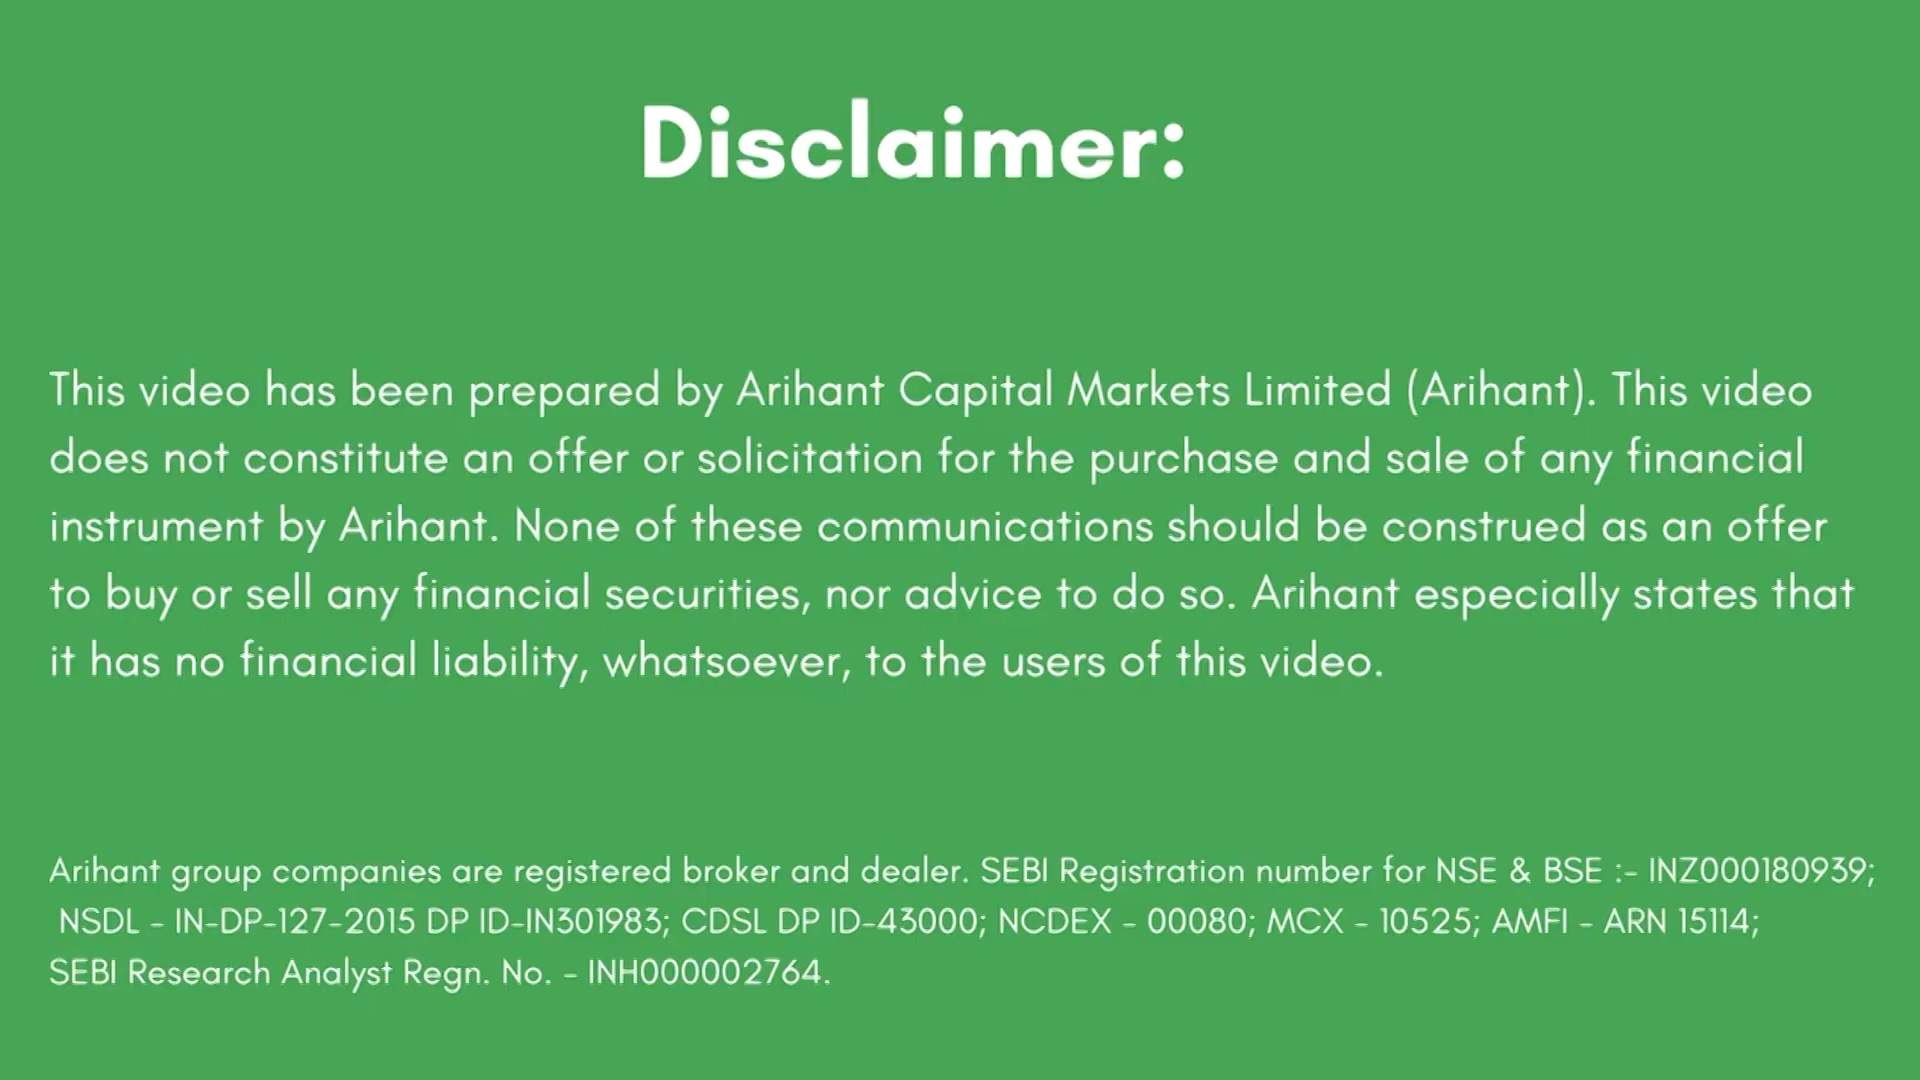 Disclaimer:
This video has been prepared by Arihant Capital Markets Limited (Arihant). This video
does not constitute an offer or solicitation for the purchase and sale of any financial
instrument by Arihant. None of these communications should be construed as an offer
to buy or sell any financial securities, nor advice to do so. Arihant especially states that
it has no financial liability, whatsoever, to the users of this video.
Arihant group companies are registered broker and dealer. SEBI Registration number for NSE & BSE :- INZ000180939;
NSDL - IN-DP-127-2015 DP ID-IN301983; CDSL DP ID-43000; NCDEX - 00080; MCX - 10525; AMFI - ARN 15114;
SEBI Research Analyst Regn. No. - INH000002764.